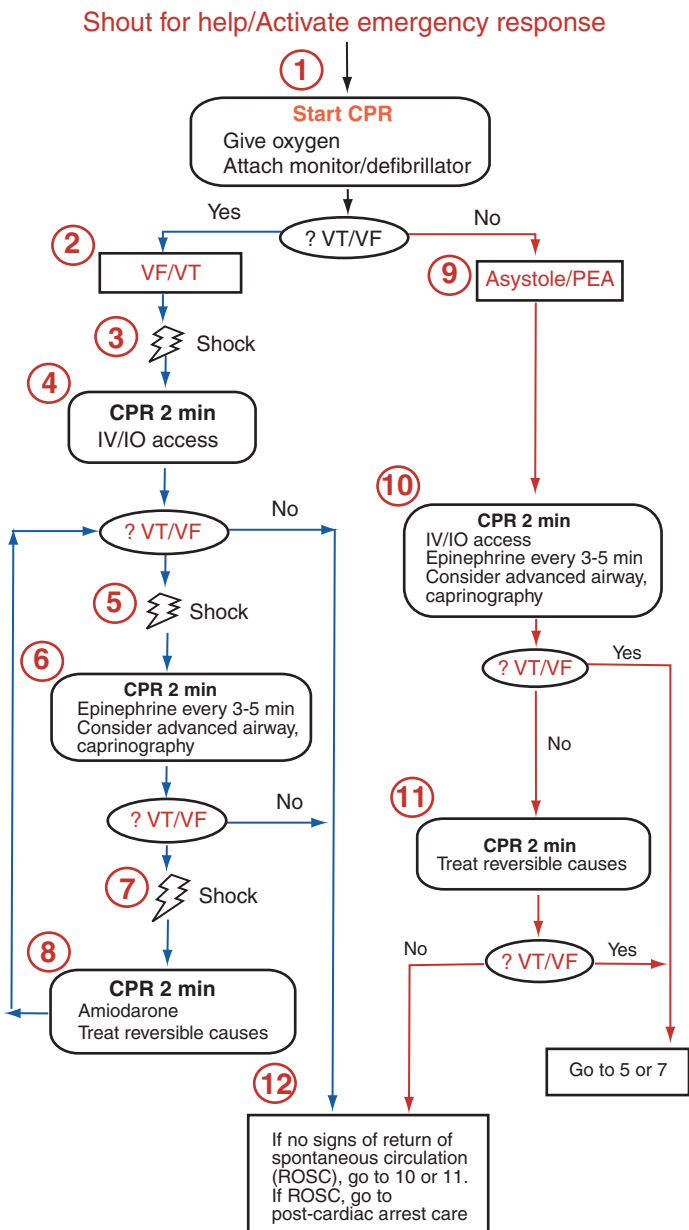 Shout for help/Activate emergency response
1
Start CPR
Give oxygen
Attach monitor/defibrillator
Yes
? VT/VF
No
2
VF/VT
9
Asystole/PEA
3
Shock
4
CPR 2 min
IV/IO access
? VT/VF
No
5
Shock
6
CPR 2 min
Epinephrine every 3-5 min
Consider advanced airway,
caprinography
? VT/VF
No
7
Shock
8
CPR 2 min
Amiodarone
Treat reversible causes
10
CPR 2 min
IV/IO access
Epinephrine every 3-5 min
Consider advanced airway,
caprinography
? VT/VF
Yes
No
11
CPR 2 min
Treat reversible causes
No
? VT/VF
Yes
Go to 5 or 7
12
If no signs of return of
spontaneous circulation
(ROSC), go to 10 or 11.
If ROSC, go to
post-cardiac arrest care